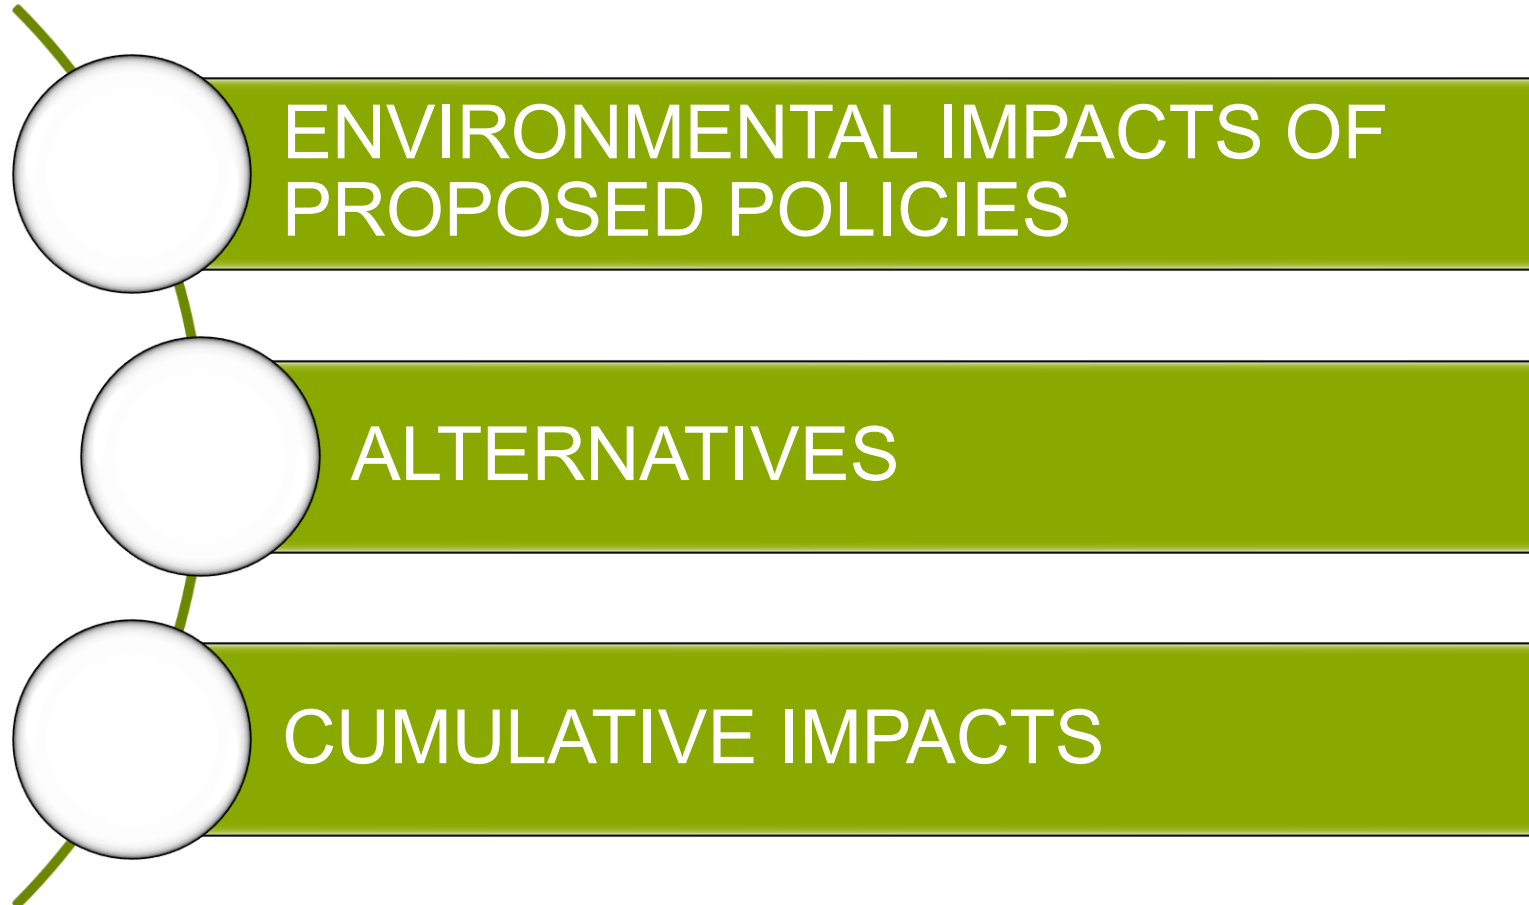 ENVIRONMENTAL IMPACTS OF
PROPOSED POLICIES
ALTERNATIVES
CUMULATIVE IMPACTS